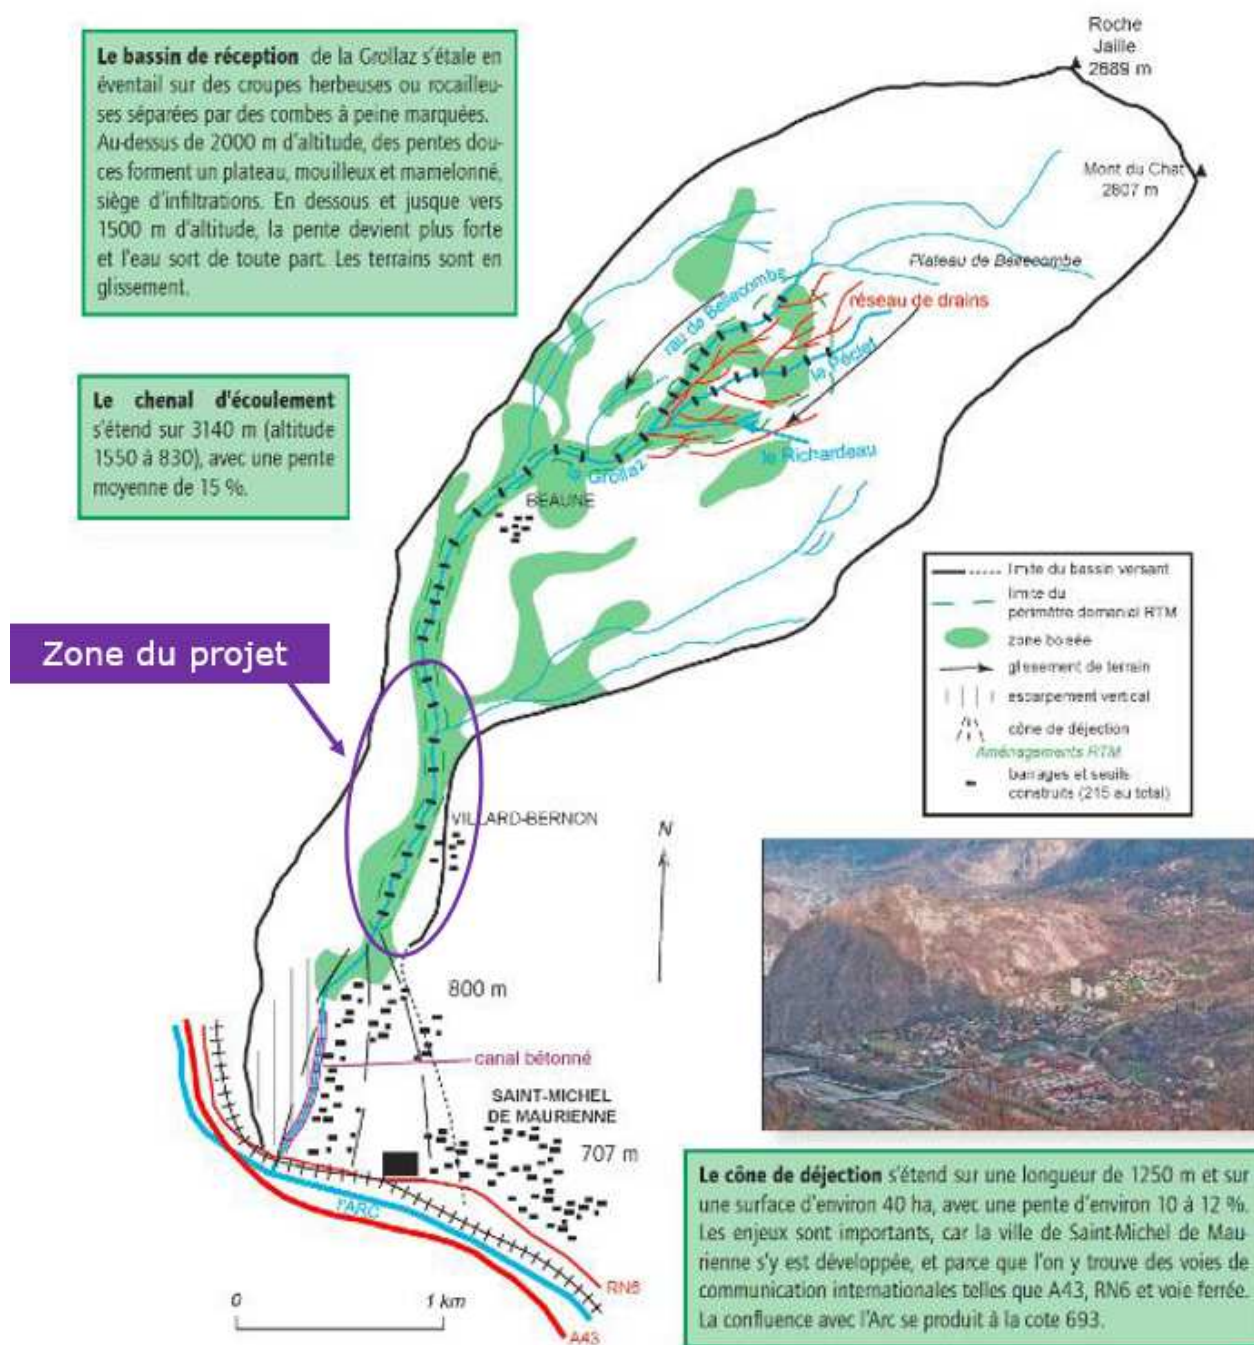 Roche
Jaille
2689 m
Le bassin de réception de la Grollaz s'étale en
éventail sur des croupes herbeuses ou rocailleu-
ses séparées par des combes à peine marquées.
Au-dessus de 2000 m d'altitude, des pentes dou-
ces forment un plateau, mouilleux et mamelonné,
siège d'infiltrations. En dessous et jusque vers
1500 m d'altitude, la pente devient plus forte
et l'eau sort de toute part. Les terrains sont en
glissement.
Mont du Chat
2607 m
Plateau de Bellecombe
rau de Bellecombe
réseau de drains
le Péclet
Le chenal d'écoulement
s'étend sur 3140 m (altitude
1550 à 830), avec une pente
moyenne de 15 %.
le Richardeau
la Grollaz
BEAUNE
limite du bassin versant
limite du
périmètre domanial RTM
zone boisée
glissement de terrain
escarpement vertical
cône de déjection
Aménagements RTM
barrages et seuils
construits (215 au total)
Zone du projet
VILLARD-BERNON
N
800 m
canal bétonné
SAINT-MICHEL
DE MAURIENNE
707 m
l'ARC
RN6
A43
0 1 km
Le cône de déjection s'étend sur une longueur de 1250 m et sur
une surface d'environ 40 ha, avec une pente d'environ 10 à 12 %.
Les enjeux sont importants, car la ville de Saint-Michel de Mau-
rienne s'y est développée, et parce que l'on y trouve des voies de
communication internationales telles que A43, RN6 et voie ferrée.
La confluence avec l'Arc se produit à la cote 693.